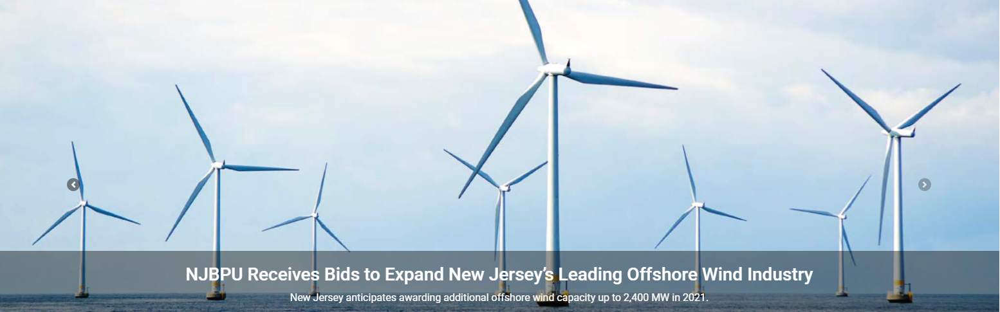 NJBPU Receives Bids to Expand New Jersey’s Leading Offshore Wind Industry
New Jersey anticipates awarding additional offshore wind capacity up to 2,400 MW in 2021.